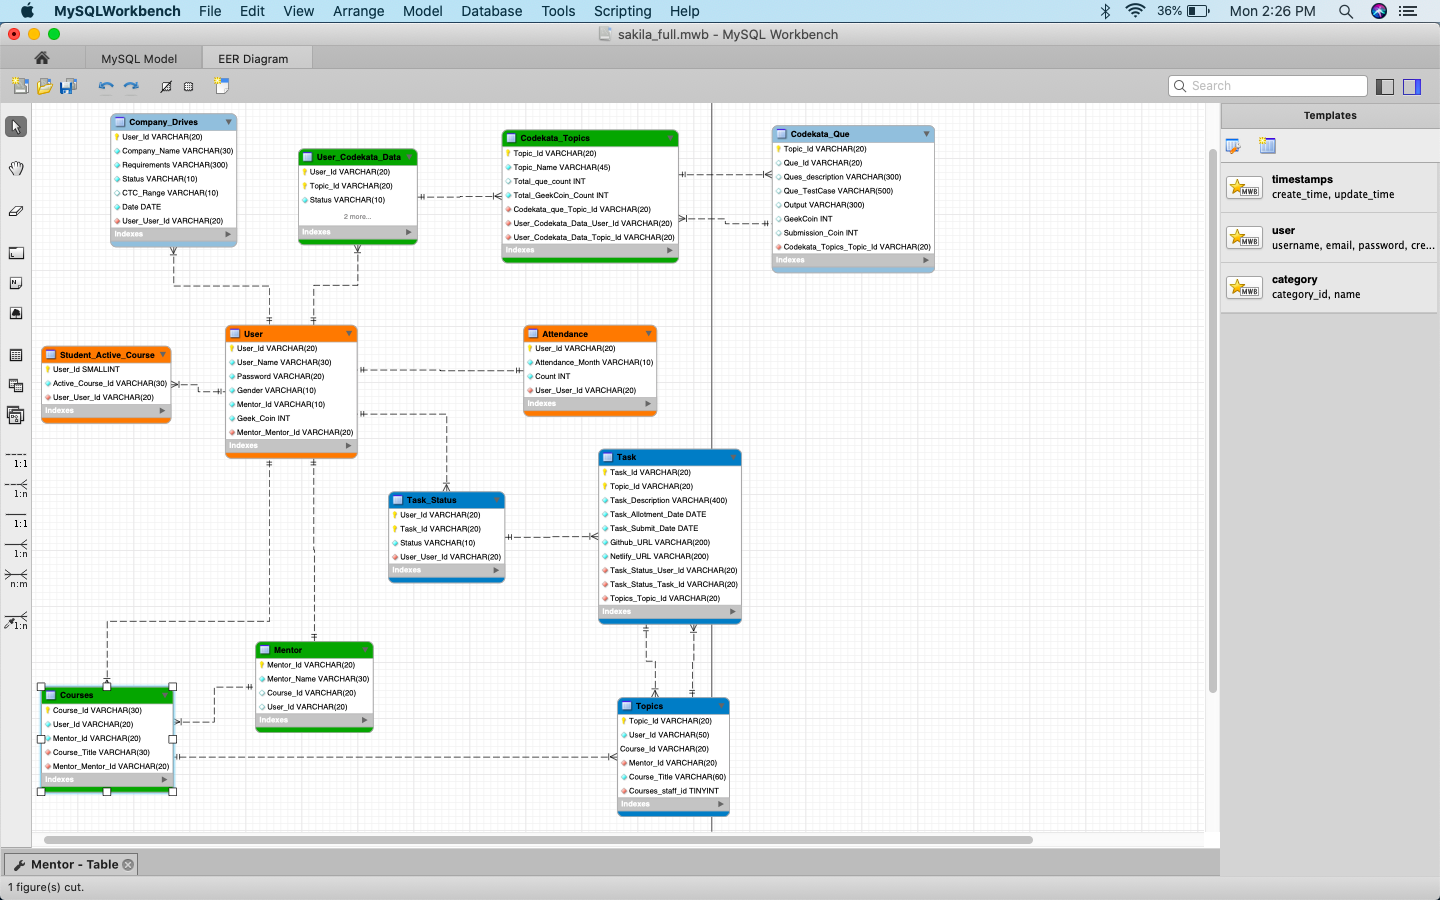 MySQLWorkbench File Edit View Arrange Model Database Tools Scripting Help 36% Mon 2:26 PM
sakila_full.mwb - MySQL Workbench
MySQL Model EER Diagram
Search
Company_Drives
User_Id VARCHAR(20)
Company_Name VARCHAR(30)
Requirements VARCHAR(300)
Status VARCHAR(10)
CTC_Range VARCHAR(10)
Date DATE
User_User_Id VARCHAR(20)
Indexes
User_Codekata_Data
User_Id VARCHAR(20)
Topic_Id VARCHAR(20)
Status VARCHAR(10)
2 more...
Indexes
Codekata_Topics
Topic_Id VARCHAR(20)
Topic_Name VARCHAR(45)
Total_que_count INT
Total_GeekCoin_Count INT
Codekata_que_Topic_Id VARCHAR(20)
User_Codekata_Data_User_Id VARCHAR(20)
User_Codekata_Data_Topic_Id VARCHAR(20)
Indexes
Codekata_Que
Topic_Id VARCHAR(20)
Que_Id VARCHAR(20)
Ques_description VARCHAR(300)
Que_TestCase VARCHAR(500)
Output VARCHAR(300)
GeekCoin INT
Submission_Coin INT
Codekata_Topics_Topic_Id VARCHAR(20)
Indexes
Student_Active_Course
User_Id SMALLINT
Active_Course_Id VARCHAR(30)
User_User_Id VARCHAR(20)
Indexes
User
User_Id VARCHAR(20)
User_Name VARCHAR(30)
Password VARCHAR(20)
Gender VARCHAR(10)
Mentor_Id VARCHAR(10)
Geek_Coin INT
Mentor_Mentor_Id VARCHAR(20)
Indexes
Attendance
User_Id VARCHAR(20)
Attendance_Month VARCHAR(10)
Count INT
User_User_Id VARCHAR(20)
Indexes
Task_Status
User_Id VARCHAR(20)
Task_Id VARCHAR(20)
Status VARCHAR(10)
User_User_Id VARCHAR(20)
Indexes
Task
Task_Id VARCHAR(20)
Topic_Id VARCHAR(20)
Task_Description VARCHAR(400)
Task_Allotment_Date DATE
Task_Submit_Date DATE
Github_URL VARCHAR(200)
Netlify_URL VARCHAR(200)
Task_Status_User_Id VARCHAR(20)
Task_Status_Task_Id VARCHAR(20)
Topics_Topic_Id VARCHAR(20)
Indexes
Mentor
Mentor_Id VARCHAR(20)
Mentor_Name VARCHAR(30)
Course_Id VARCHAR(20)
User_Id VARCHAR(20)
Indexes
Courses
Course_Id VARCHAR(30)
User_Id VARCHAR(20)
Mentor_Id VARCHAR(20)
Course_Title VARCHAR(30)
Mentor_Mentor_Id VARCHAR(20)
Indexes
Topics
Topic_Id VARCHAR(20)
User_Id VARCHAR(50)
Course_Id VARCHAR(20)
Mentor_Id VARCHAR(20)
Course_Title VARCHAR(60)
Courses_staff_id TINYINT
Indexes
1:1
1:n
1:1
1:n
n:m
1:n
Templates
MWB
timestamps
create_time, update_time
MWB
user
username, email, password, cre...
MWB
category
category_id, name
Mentor - Table
1 figure(s) cut.